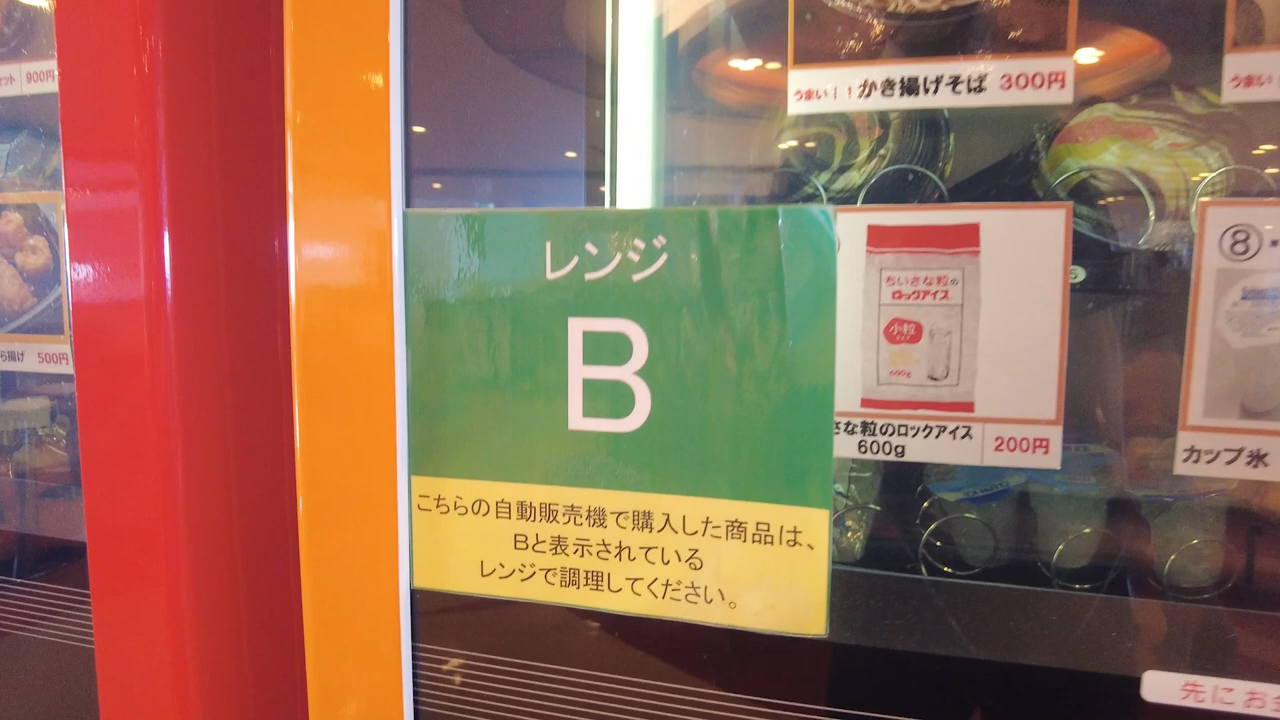 900円
ら揚げ 500円
うまい！！かき揚げそば 300円
うまい！
レンジ
B
こちらの自動販売機で購入した商品は、
Bと表示されている
レンジで調理してください。
ちいさな粒の
ロックアイス
小粒
600g
さな粒のロックアイス
600g
200円
⑧
カップ氷
先にお